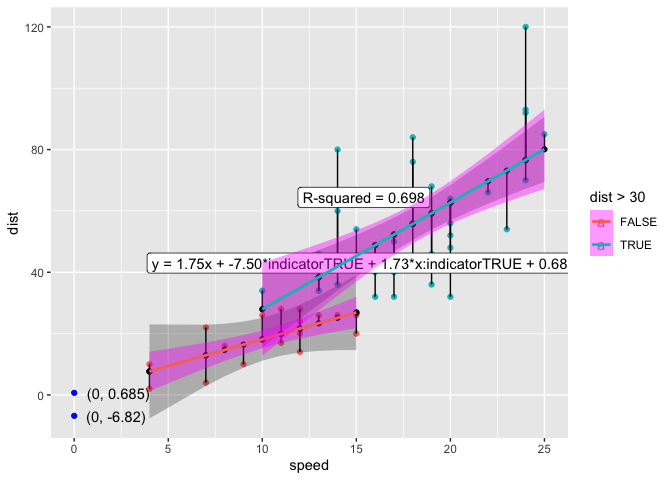 120
80
40
0
dist
R-squared = 0.698
y = 1.75x + -7.50*indicatorTRUE + 1.73*x:indicatorTRUE + 0.68
(0, 0.685)
(0, -6.82)
0 5 10 15 20 25
speed
dist > 30
FALSE
TRUE